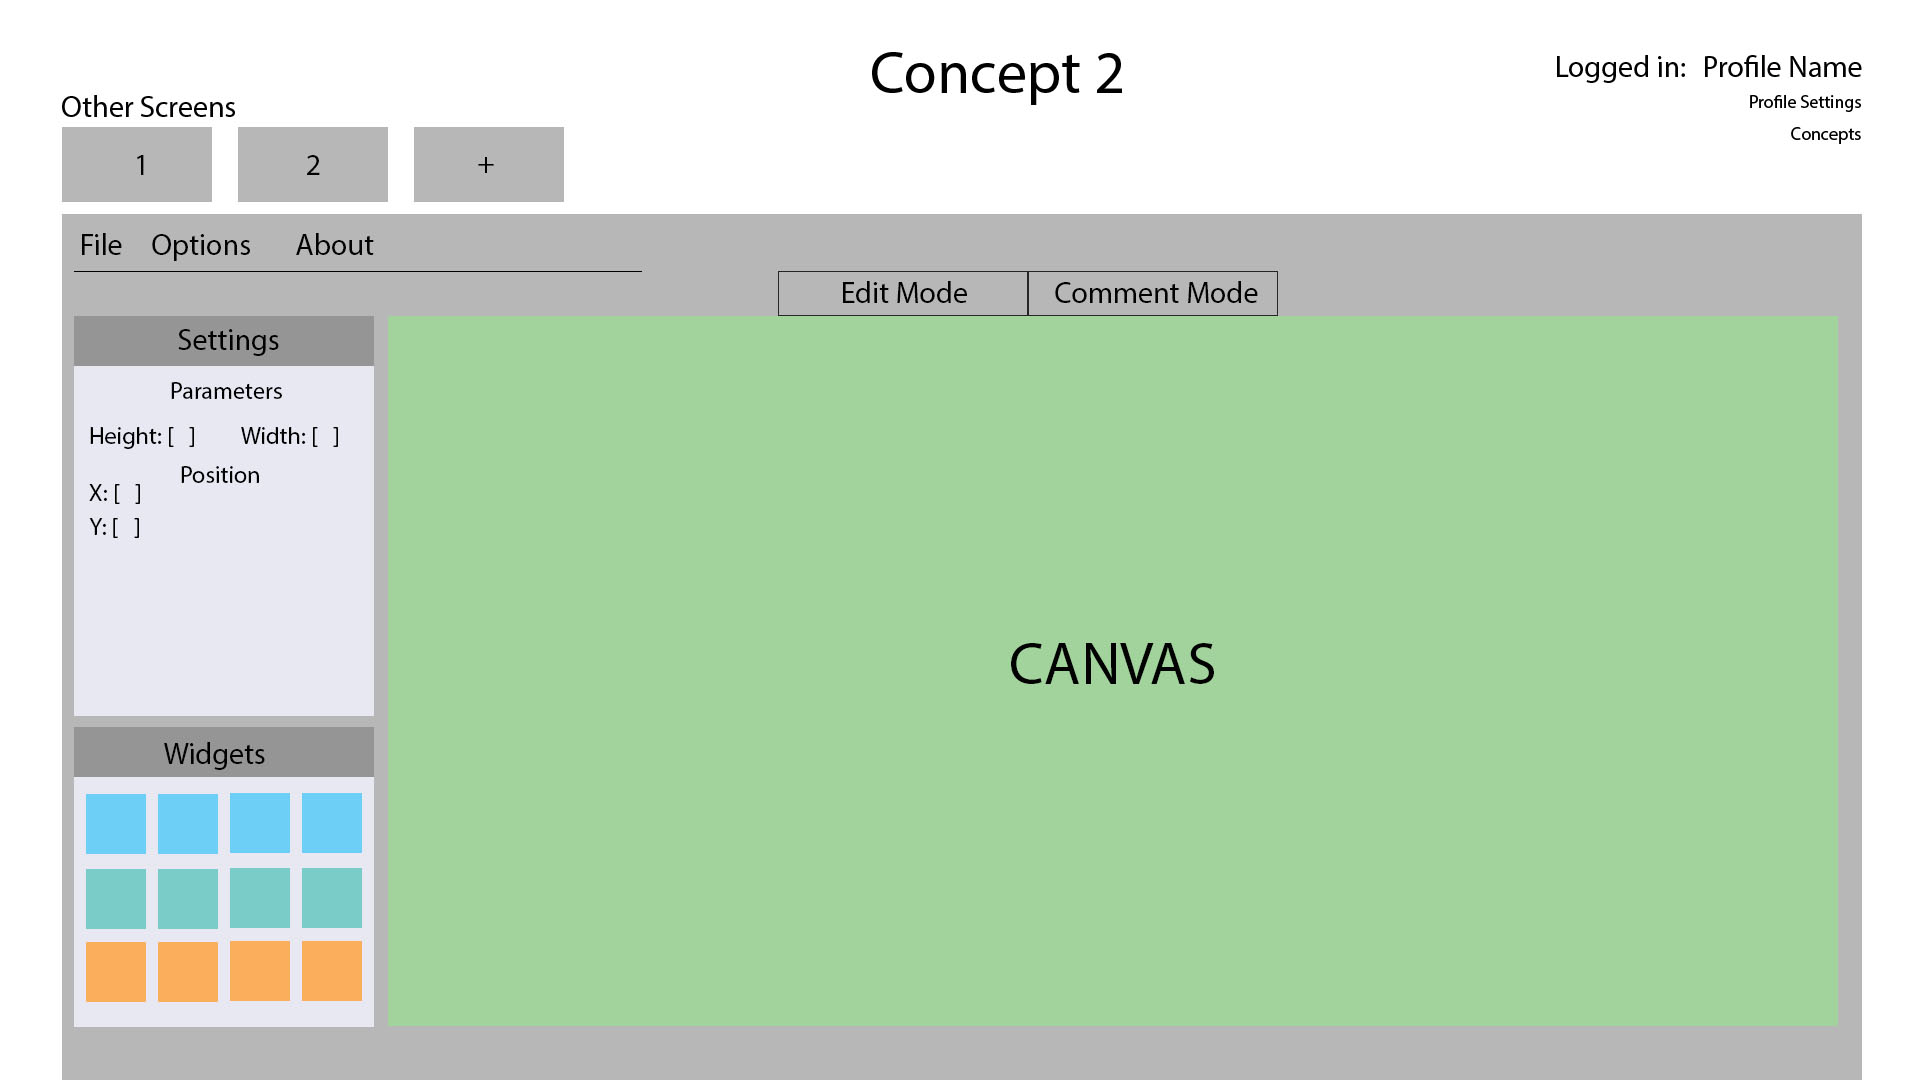 Concept 2
Logged in: Profile Name
Profile Settings
Concepts
Other Screens
1 2 +
File Options About
Edit Mode Comment Mode
Settings
Parameters
Height: [ ] Width: [ ]
Position
X: [ ]
Y: [ ]
CANVAS
Widgets